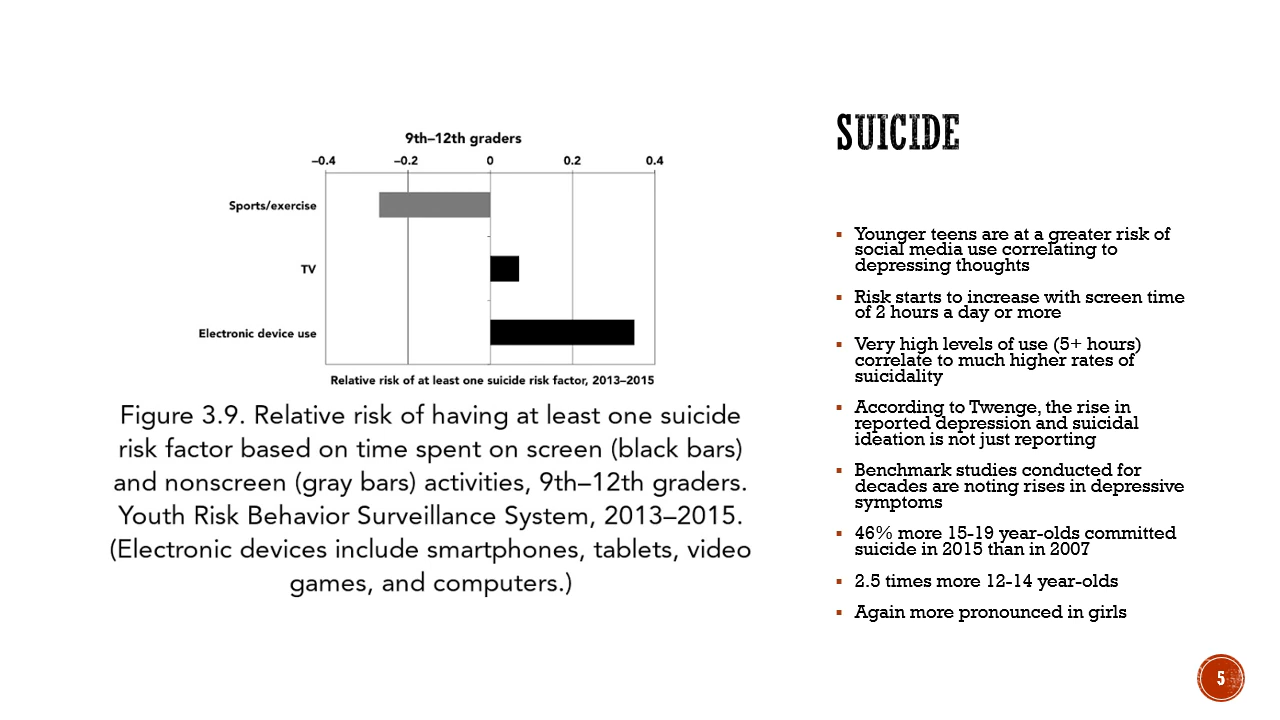 9th–12th graders
–0.4 –0.2 0 0.2 0.4
Sports/exercise
TV
Electronic device use
Relative risk of at least one suicide risk factor, 2013–2015
Figure 3.9. Relative risk of having at least one suicide
risk factor based on time spent on screen (black bars)
and nonscreen (gray bars) activities, 9th–12th graders.
Youth Risk Behavior Surveillance System, 2013–2015.
(Electronic devices include smartphones, tablets, video
games, and computers.)
SUICIDE
▪ Younger teens are at a greater risk of
social media use correlating to
depressing thoughts
▪ Risk starts to increase with screen time
of 2 hours a day or more
▪ Very high levels of use (5+ hours)
correlate to much higher rates of
suicidality
▪ According to Twenge, the rise in
reported depression and suicidal
ideation is not just reporting
▪ Benchmark studies conducted for
decades are noting rises in depressive
symptoms
▪ 46% more 15-19 year-olds committed
suicide in 2015 than in 2007
▪ 2.5 times more 12-14 year-olds
▪ Again more pronounced in girls
5